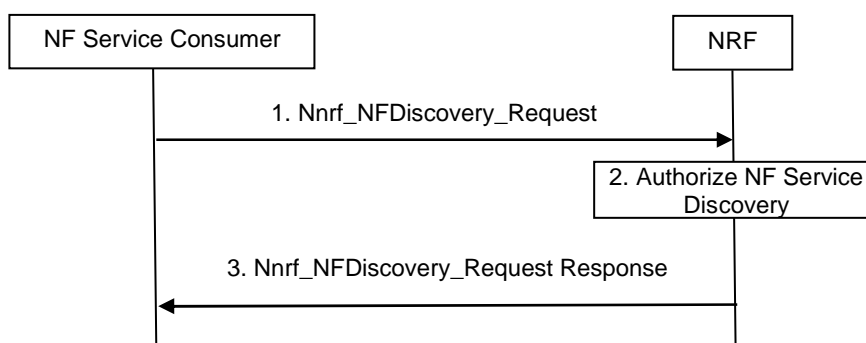 NF Service Consumer
NRF
1. Nnrf_NFDiscovery_Request
2. Authorize NF Service
Discovery
3. Nnrf_NFDiscovery_Request Response